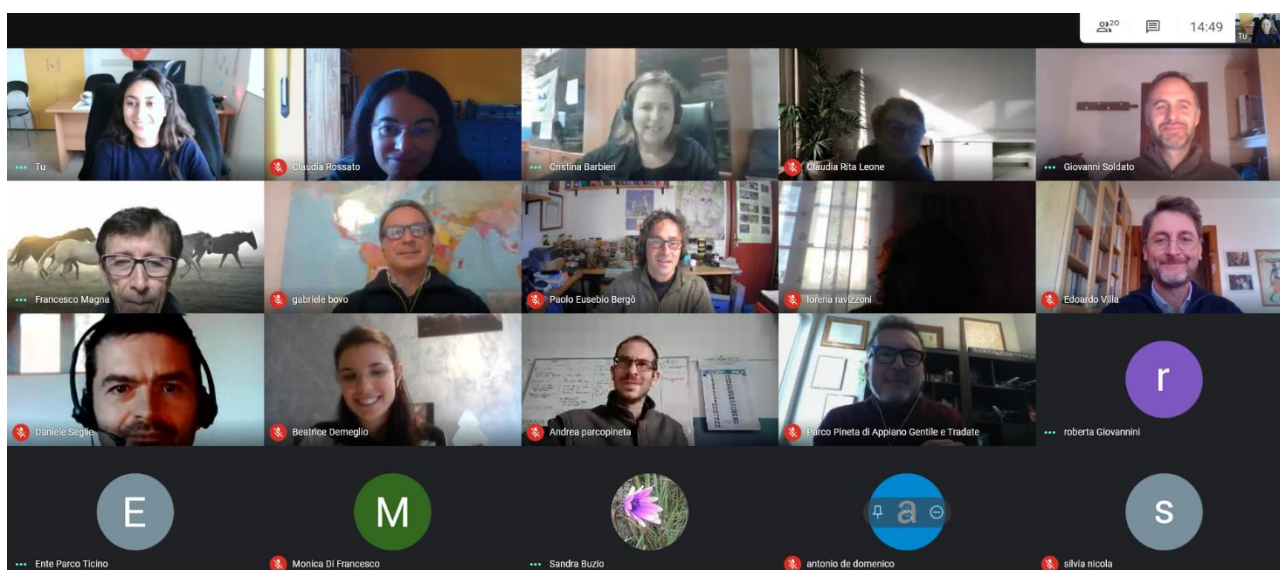 20
14:49
Tu
Tu
Claudia Rossato
Cristina Barbieri
Claudia Rita Leone
Giovanni Soldato
Francesco Magna
gabriele bovo
Paolo Eusebio Bergò
lorena ravizzoni
Edoardo Villa
Daniele Seglie
Beatrice Demeglio
Andrea parcopineta
Parco Pineta di Appiano Gentile e Tradate
r
roberta Giovannini
E
M
a
s
Ente Parco Ticino
Monica Di Francesco
Sandra Buzio
antonio de domenico
silvia nicola